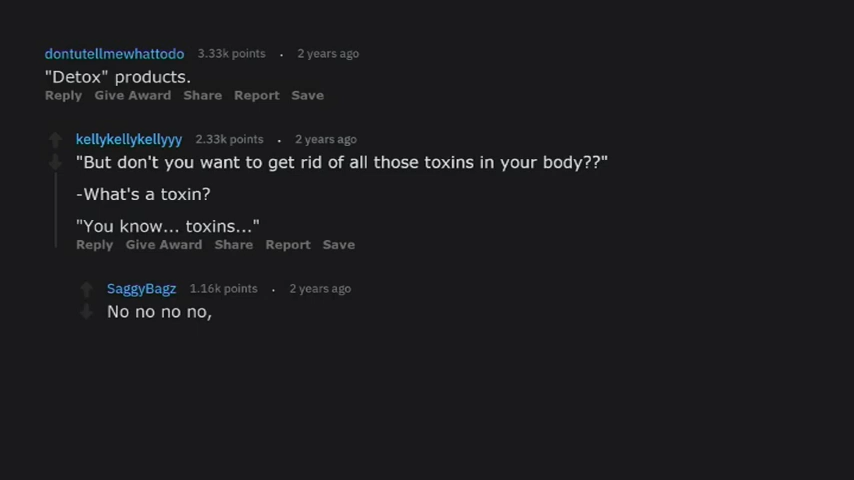 dontutellmewhattodo 3.33k points . 2 years ago
"Detox" products.
Reply Give Award Share Report Save
kellykellykellyyy 2.33k points . 2 years ago
"But don't you want to get rid of all those toxins in your body??"
-What's a toxin?
"You know... toxins..."
Reply Give Award Share Report Save
SaggyBagz 1.16k points . 2 years ago
No no no no,